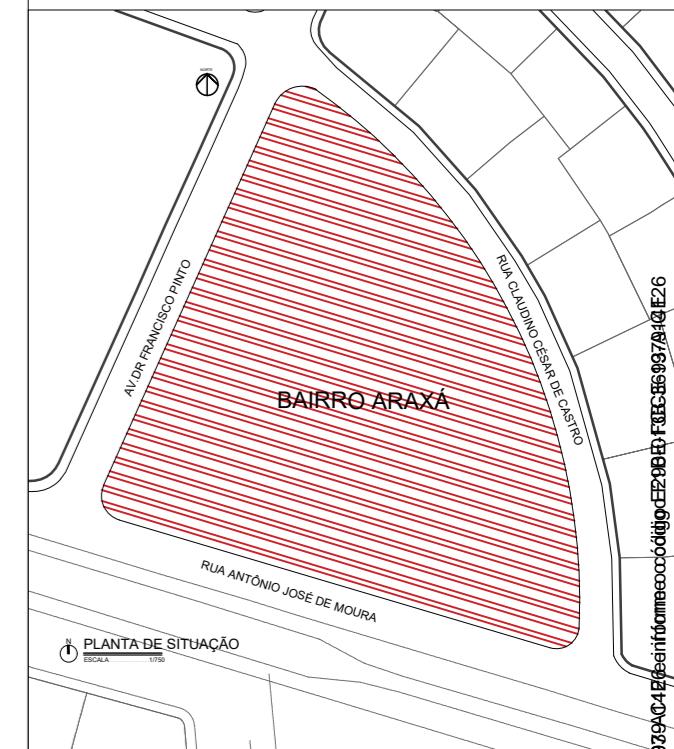 NORTE
AV.DR FRANCISCO PINTO
RUA CLAUDINO CÉSAR DE CASTRO
BAIRRO ARAXÁ
RUA ANTÔNIO JOSÉ DE MOURA
N
PLANTA DE SITUAÇÃO
ESCALA 1/750